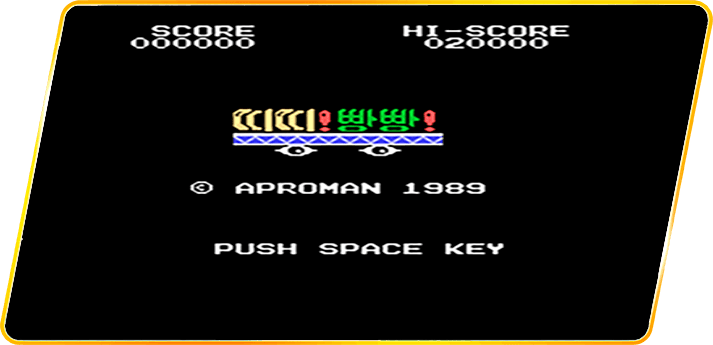 SCORE HI-SCORE
000000 020000
띠띠!빵빵!
© APROMAN 1989
PUSH SPACE KEY